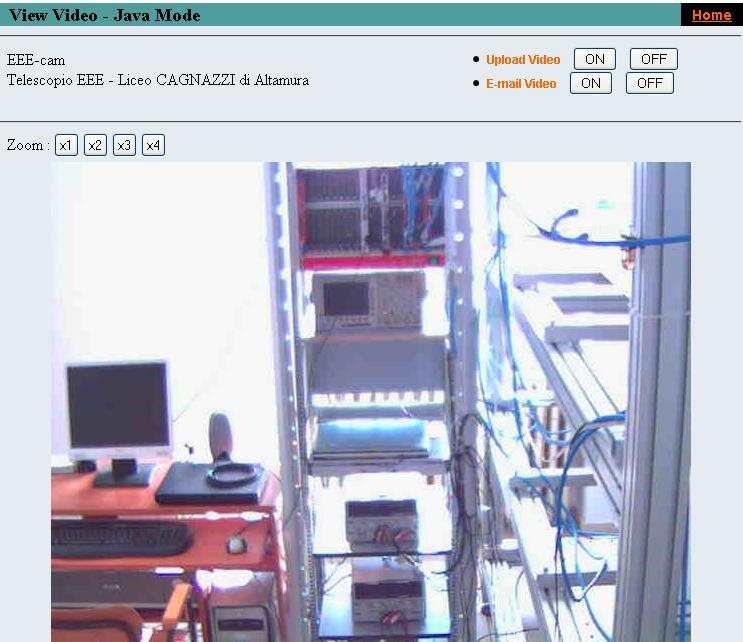 View Video - Java Mode
Home
EEE-cam
Telescopio EEE - Liceo CAGNAZZI di Altamura
Upload Video ON OFF
E-mail Video ON OFF
Zoom : x1 x2 x3 x4